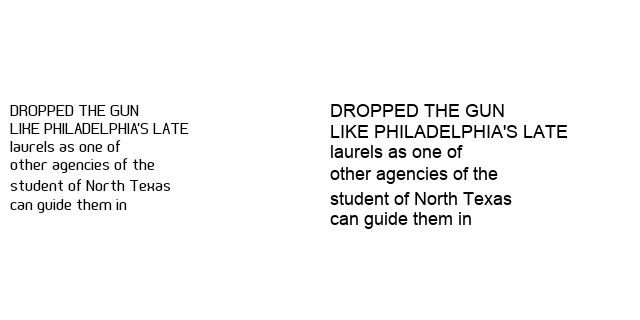 DROPPED THE GUN
LIKE PHILADELPHIA'S LATE
laurels as one of
other agencies of the
student of North Texas
can guide them in
DROPPED THE GUN
LIKE PHILADELPHIA'S LATE
laurels as one of
other agencies of the
student of North Texas
can guide them in